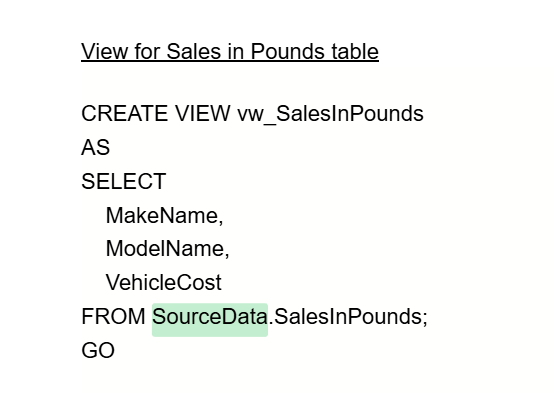 View for Sales in Pounds table
CREATE VIEW vw_SalesInPounds
AS
SELECT
MakeName,
ModelName,
VehicleCost
FROM SourceData.SalesInPounds;
GO